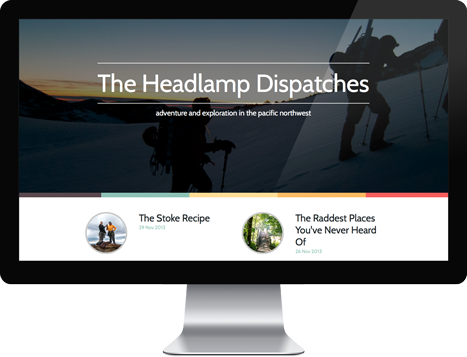 The Headlamp Dispatches
adventure and exploration in the pacific northwest
The Stoke Recipe
29 Nov 2013
The Raddest Places
You've Never Heard
Of
26 Nov 2013